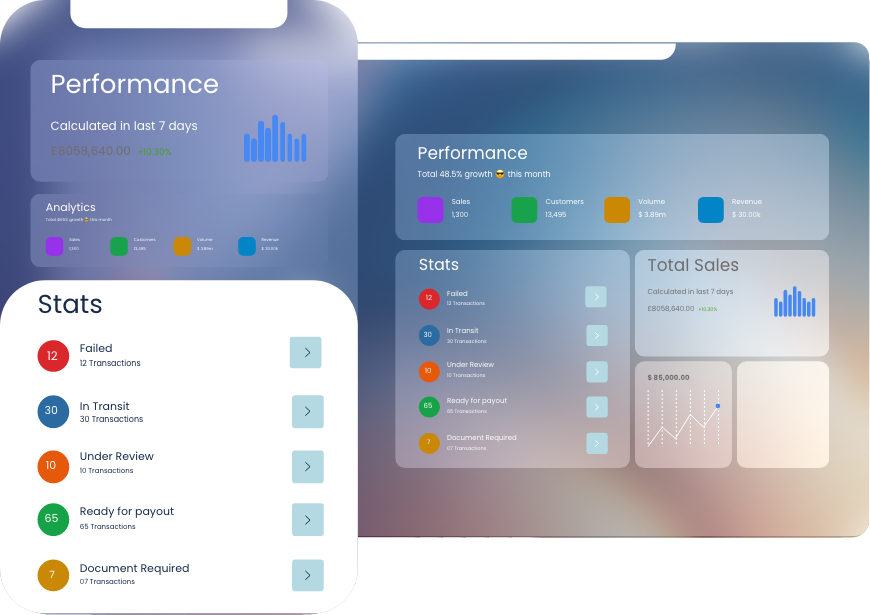 Performance
Calculated in last 7 days
£8058,640.00 +10,30%
Analytics
Total 48.5% growth 😎 this month
Sales
1,300
Customers
13,495
Volume
$ 3.89m
Revenue
$ 30.00k
Stats
12
Failed
12 Transactions
30
In Transit
30 Transactions
10
Under Review
10 Transactions
65
Ready for payout
65 Transactions
7
Document Required
07 Transactions
Performance
Total 48.5% growth 😎 this month
Sales
1,300
Customers
13,495
Volume
$ 3.89m
Revenue
$ 30.00k
Stats
12
Failed
12 Transactions
30
In Transit
30 Transactions
10
Under Review
10 Transactions
65
Ready for payout
65 Transactions
7
Document Required
07 Transactions
Total Sales
Calculated in last 7 days
£8058,640.00 +10,30%
$ 85,000.00